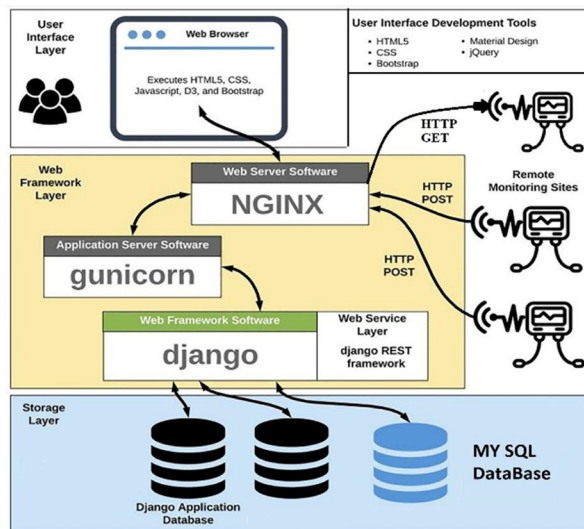 User
Interface
Layer
Web Browser
Executes HTML5, CSS,
Javascript, D3, and Bootstrap
User Interface Development Tools
• HTML5
• CSS
• Bootstrap
• Material Design
• jQuery
HTTP
GET
Web
Framework
Layer
Web Server Software
NGINX
HTTP
POST
Remote
Monitoring Sites
Application Server Software
gunicorn
HTTP
POST
Web Framework Software
django
Web Service
Layer
django REST
framework
Storage
Layer
MY SQL
DataBase
Django Application
Database